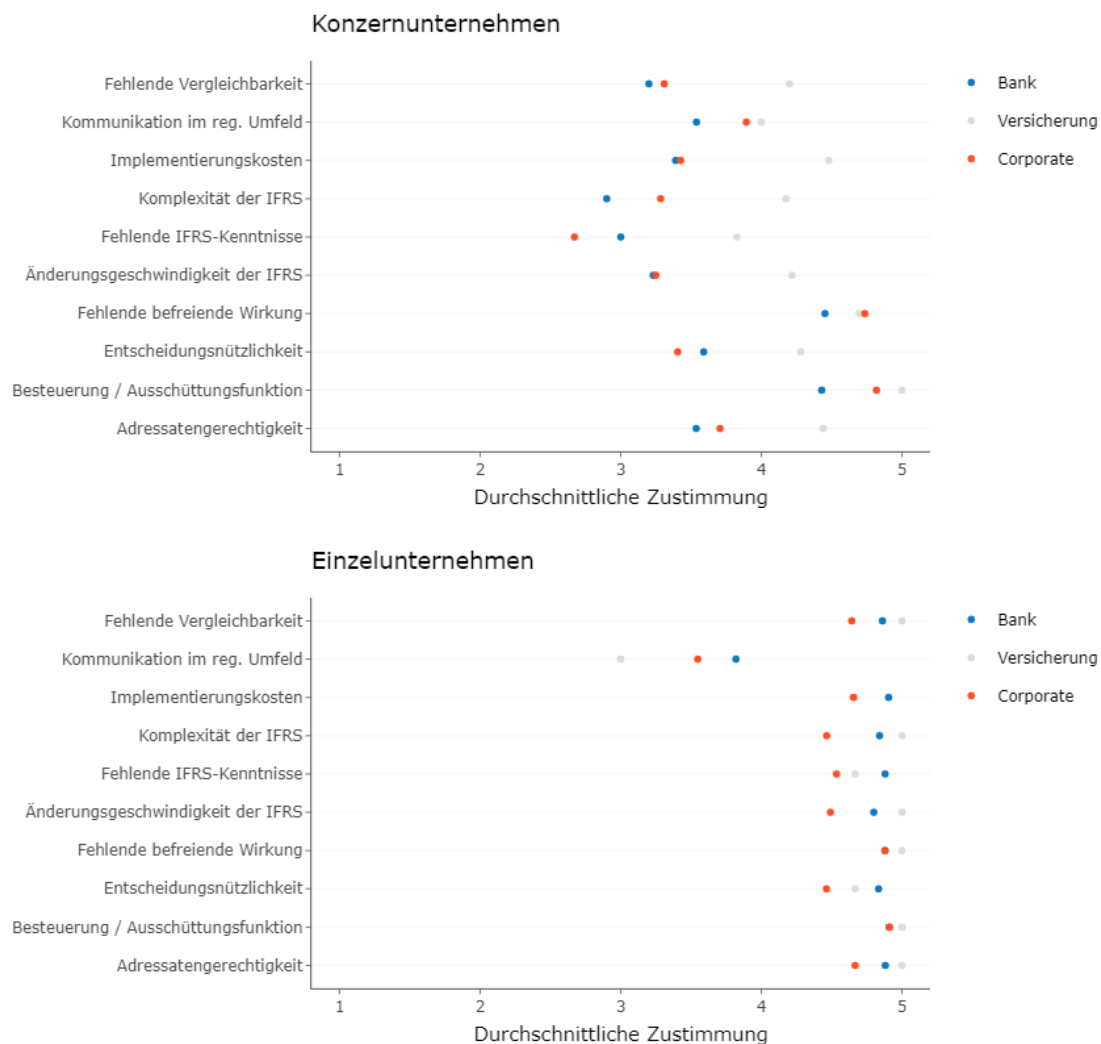 Konzernunternehmen
Fehlende Vergleichbarkeit
Kommunikation im reg. Umfeld
Implementierungskosten
Komplexität der IFRS
Fehlende IFRS-Kenntnisse
Änderungsgeschwindigkeit der IFRS
Fehlende befreiende Wirkung
Entscheidungsnützlichkeit
Besteuerung / Ausschüttungsfunktion
Adressatengerechtigkeit
1 2 3 4 5
Durchschnittliche Zustimmung
Bank
Versicherung
Corporate
Einzelunternehmen
Fehlende Vergleichbarkeit
Kommunikation im reg. Umfeld
Implementierungskosten
Komplexität der IFRS
Fehlende IFRS-Kenntnisse
Änderungsgeschwindigkeit der IFRS
Fehlende befreiende Wirkung
Entscheidungsnützlichkeit
Besteuerung / Ausschüttungsfunktion
Adressatengerechtigkeit
1 2 3 4 5
Durchschnittliche Zustimmung
Bank
Versicherung
Corporate